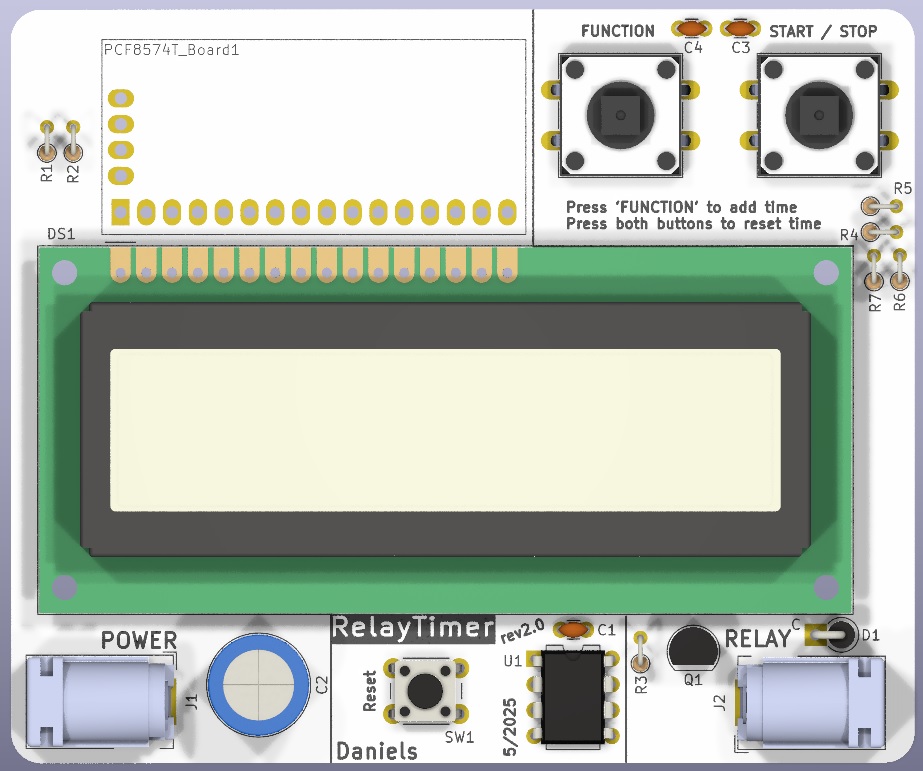 FUNCTION
C4
C3
START / STOP
PCF8574T_Board1
R1
R2
R5
Press 'FUNCTION' to add time
Press both buttons to reset time
R4
DS1
R7
R6
RelayTimer
rev2.0
C1
POWER
RELAY
C
D1
U1
R3
Q1
J1
C2
Reset
SW1
5/2025
J2
Daniels